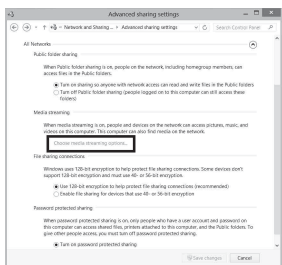 Advanced sharing settings
Network and Sharing ... Advanced sharing settings
Search Control Panel
All Networks
Public folder sharing
When Public folder sharing is on, people on the network, including homegroup members, can
access files in the Public folders.
Turn on sharing so anyone with network access can read and write files in the Public folders
Turn off Public folder sharing (people logged on to this computer can still access these
folders)
Media streaming
When media streaming is on, people and devices on the network can access pictures, music, and
videos on this computer. This computer can also find media on the network.
Choose media streaming options...
File sharing connections
Windows uses 128-bit encryption to help protect file sharing connections. Some devices don't
support 128-bit encryption and must use 40- or 56-bit encryption.
Use 128-bit encryption to help protect file sharing connections (recommended)
Enable file sharing for devices that use 40- or 56-bit encryption
Password protected sharing
When password protected sharing is on, only people who have a user account and password on
this computer can access shared files, printers attached to this computer, and the Public folders. To
give other people access, you must turn off password protected sharing.
Turn on password protected sharing
Save changes
Cancel